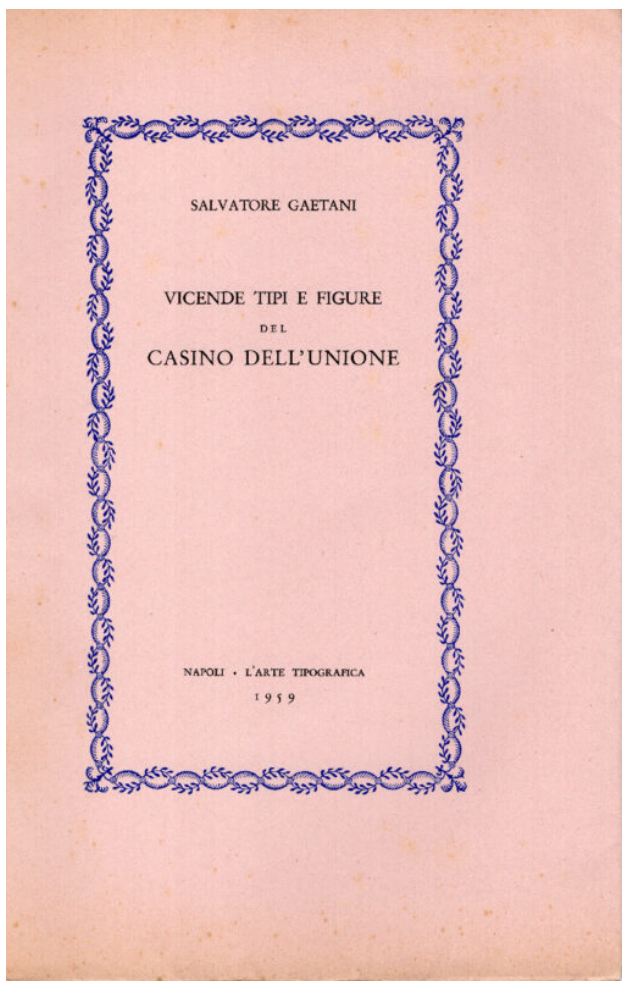 SALVATORE GAETANI
VICENDE TIPI E FIGURE
DEL
CASINO DELL'UNIONE
NAPOLI • L'ARTE TIPOGRAFICA
1959